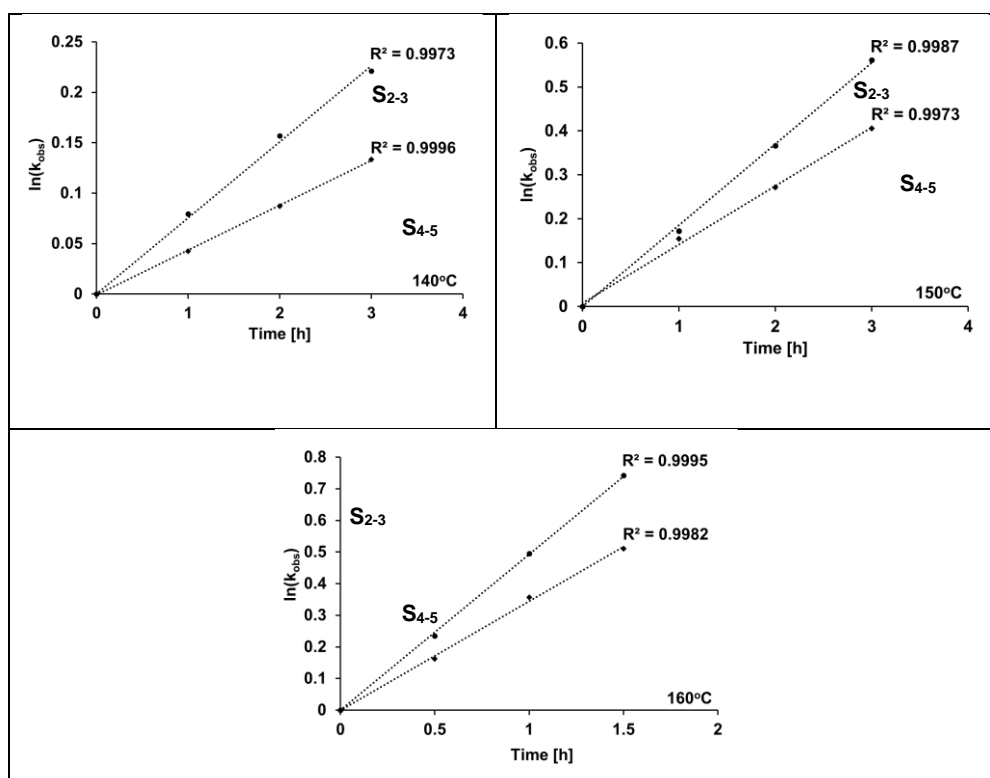 0.25
0.2
0.15
0.1
0.05
0
ln(kobs)
R² = 0.9973
S2-3
R² = 0.9996
S4-5
140°C
0 1 2 3 4
Time [h]
0.6
0.5
0.4
0.3
0.2
0.1
0
ln(kobs)
R² = 0.9987
S2-3
R² = 0.9973
S4-5
150°C
0 1 2 3 4
Time [h]
0.8
0.7
0.6
0.5
0.4
0.3
0.2
0.1
0
ln(kobs)
R² = 0.9995
S2-3
R² = 0.9982
S4-5
160°C
0 0.5 1 1.5 2
Time [h]